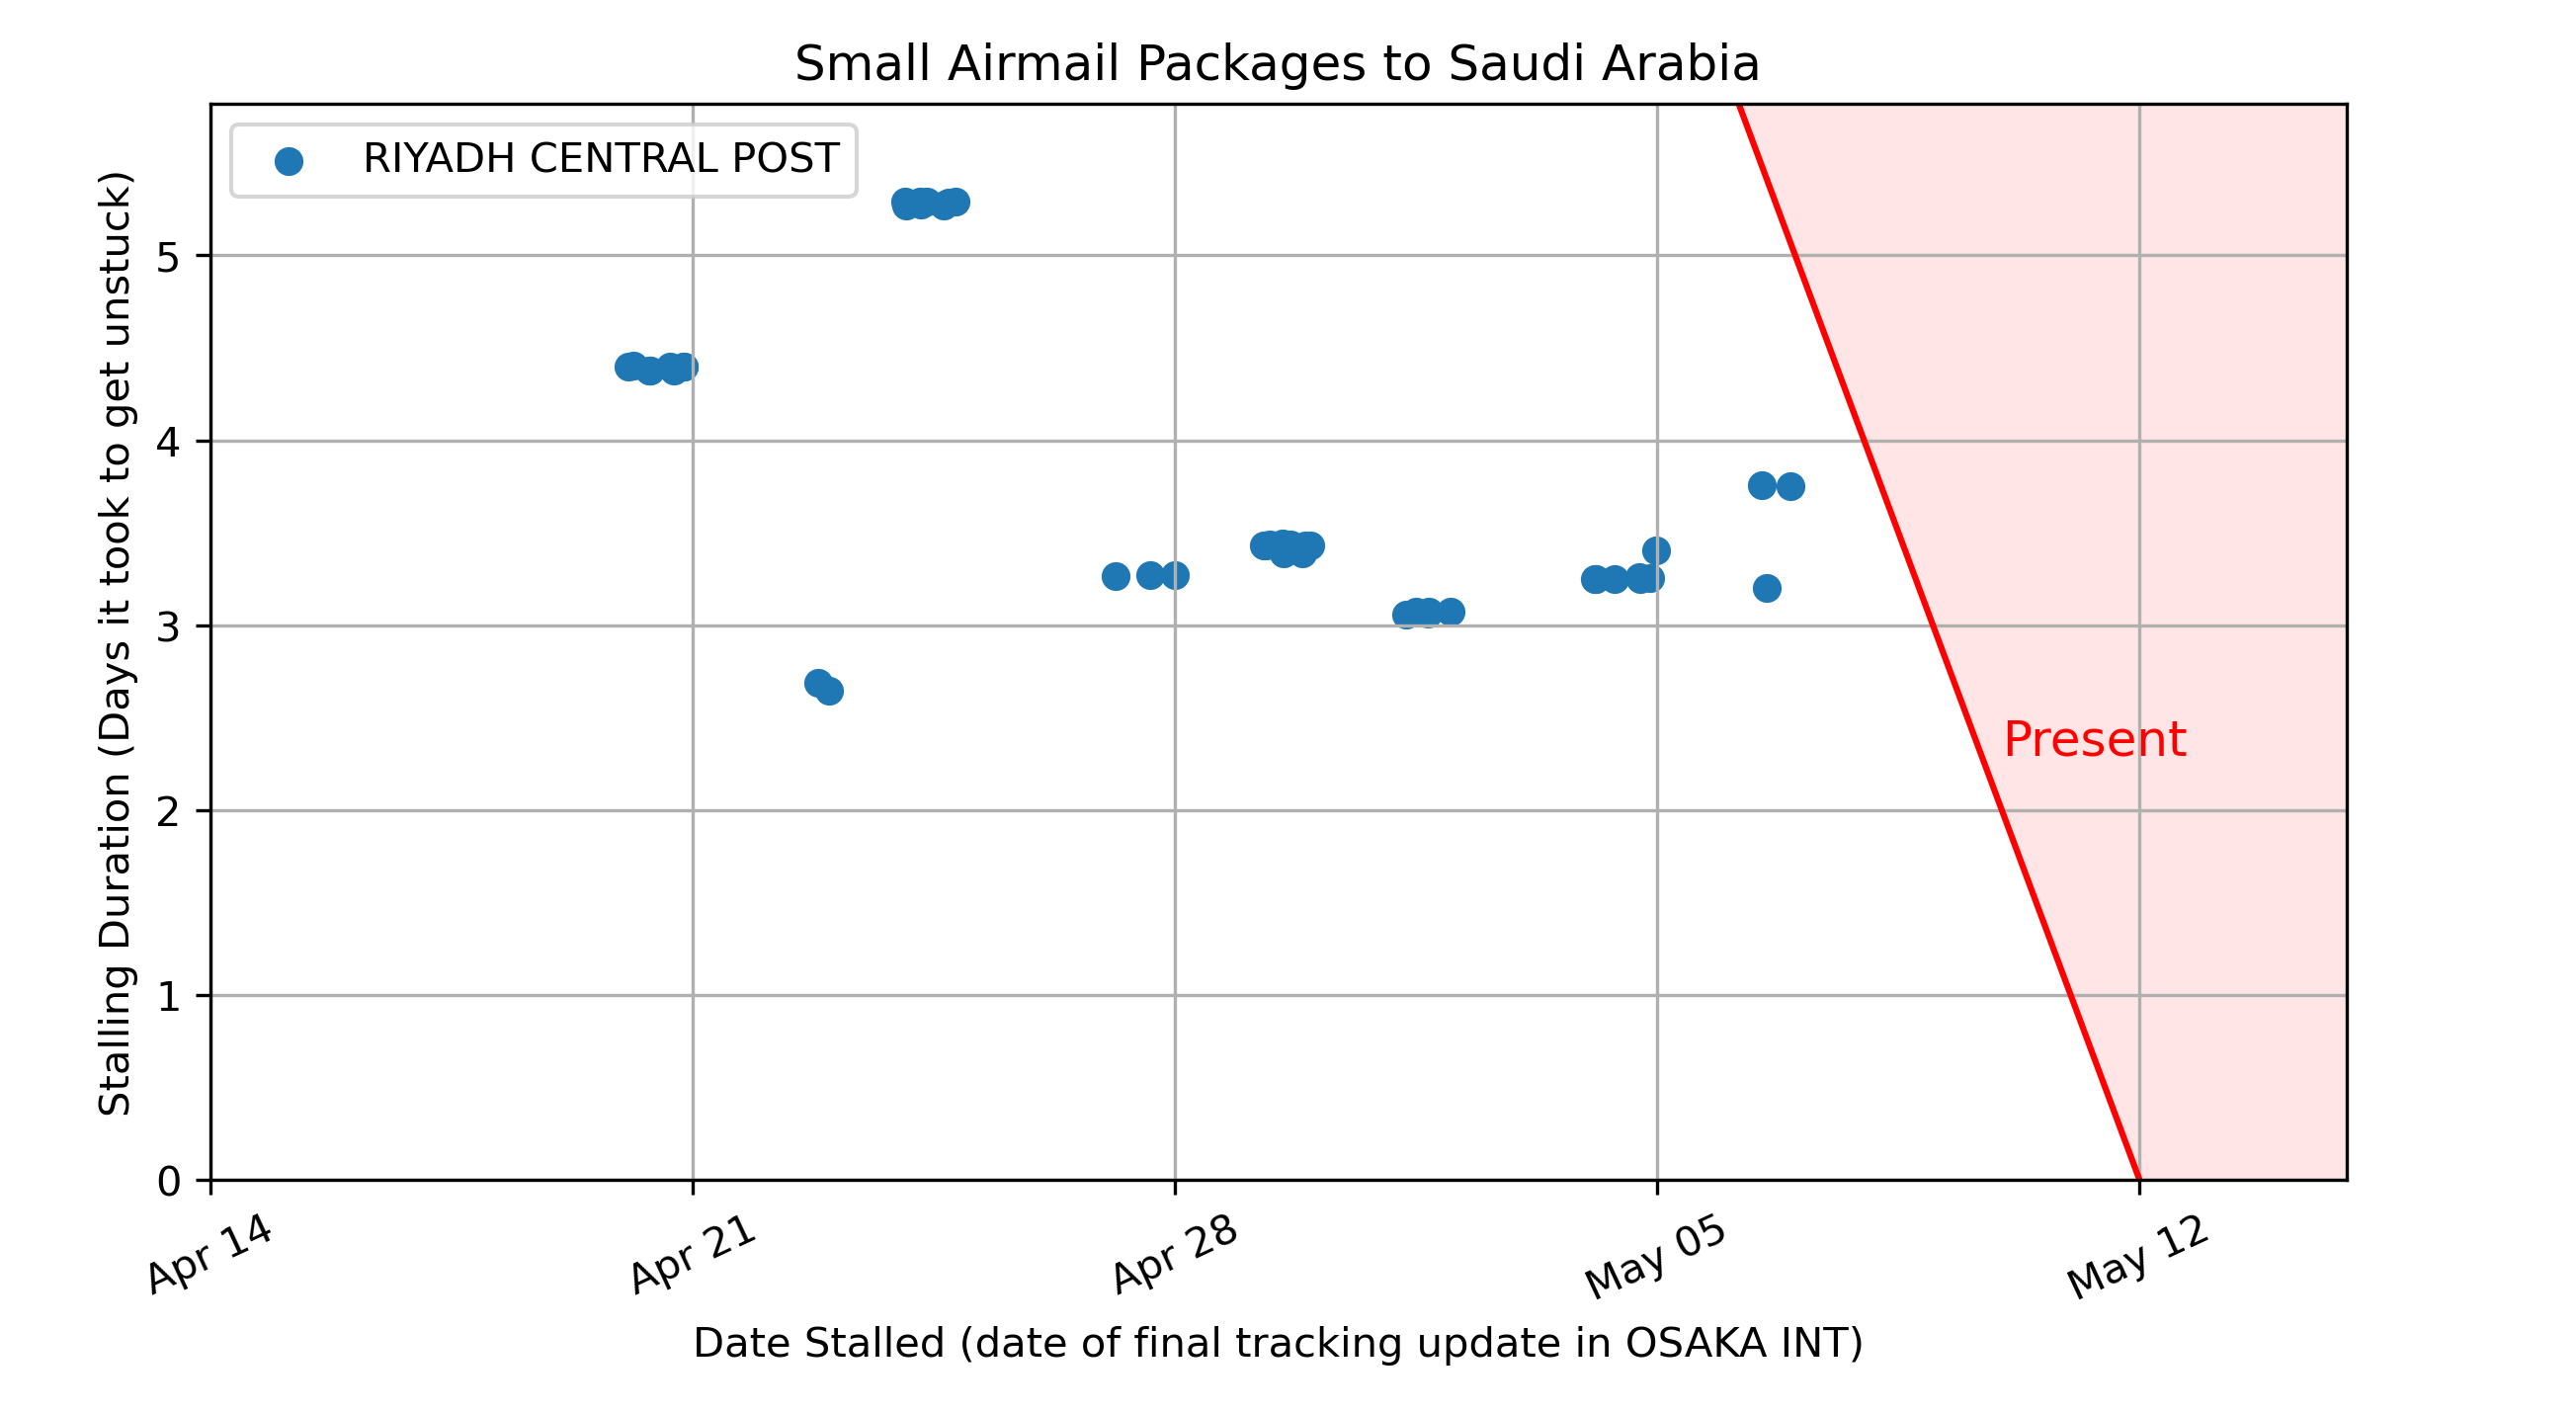 Small Airmail Packages to Saudi Arabia
RIYADH CENTRAL POST
Stalling Duration (Days it took to get unstuck)
5
4
3
2
1
0
Present
Apr 14
Apr 21
Apr 28
May 05
May 12
Date Stalled (date of final tracking update in OSAKA INT)